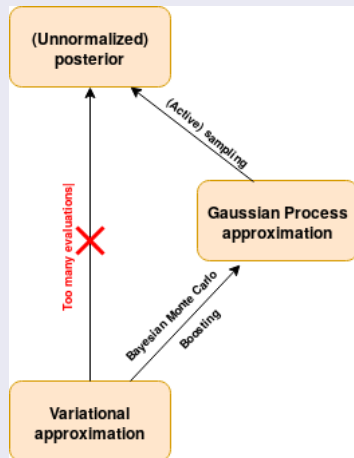 (Unnormalized)
posterior
(Active) sampling
Too many evaluations|
Gaussian Process
approximation
Bayesian Monte Carlo
Boosting
Variational
approximation